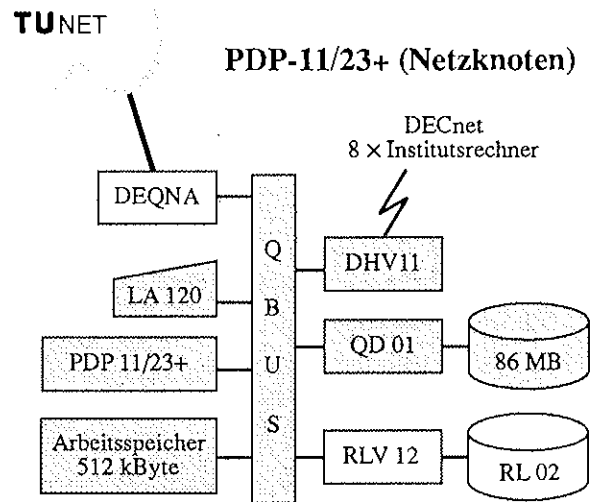 TUNET
PDP-11/23+ (Netzknoten)
DECnet
8 × Institutsrechner
DEQNA
Q
B
U
S
DHV11
LA 120
QD 01
86 MB
PDP 11/23+
Arbeitsspeicher
512 kByte
RLV 12
RL 02